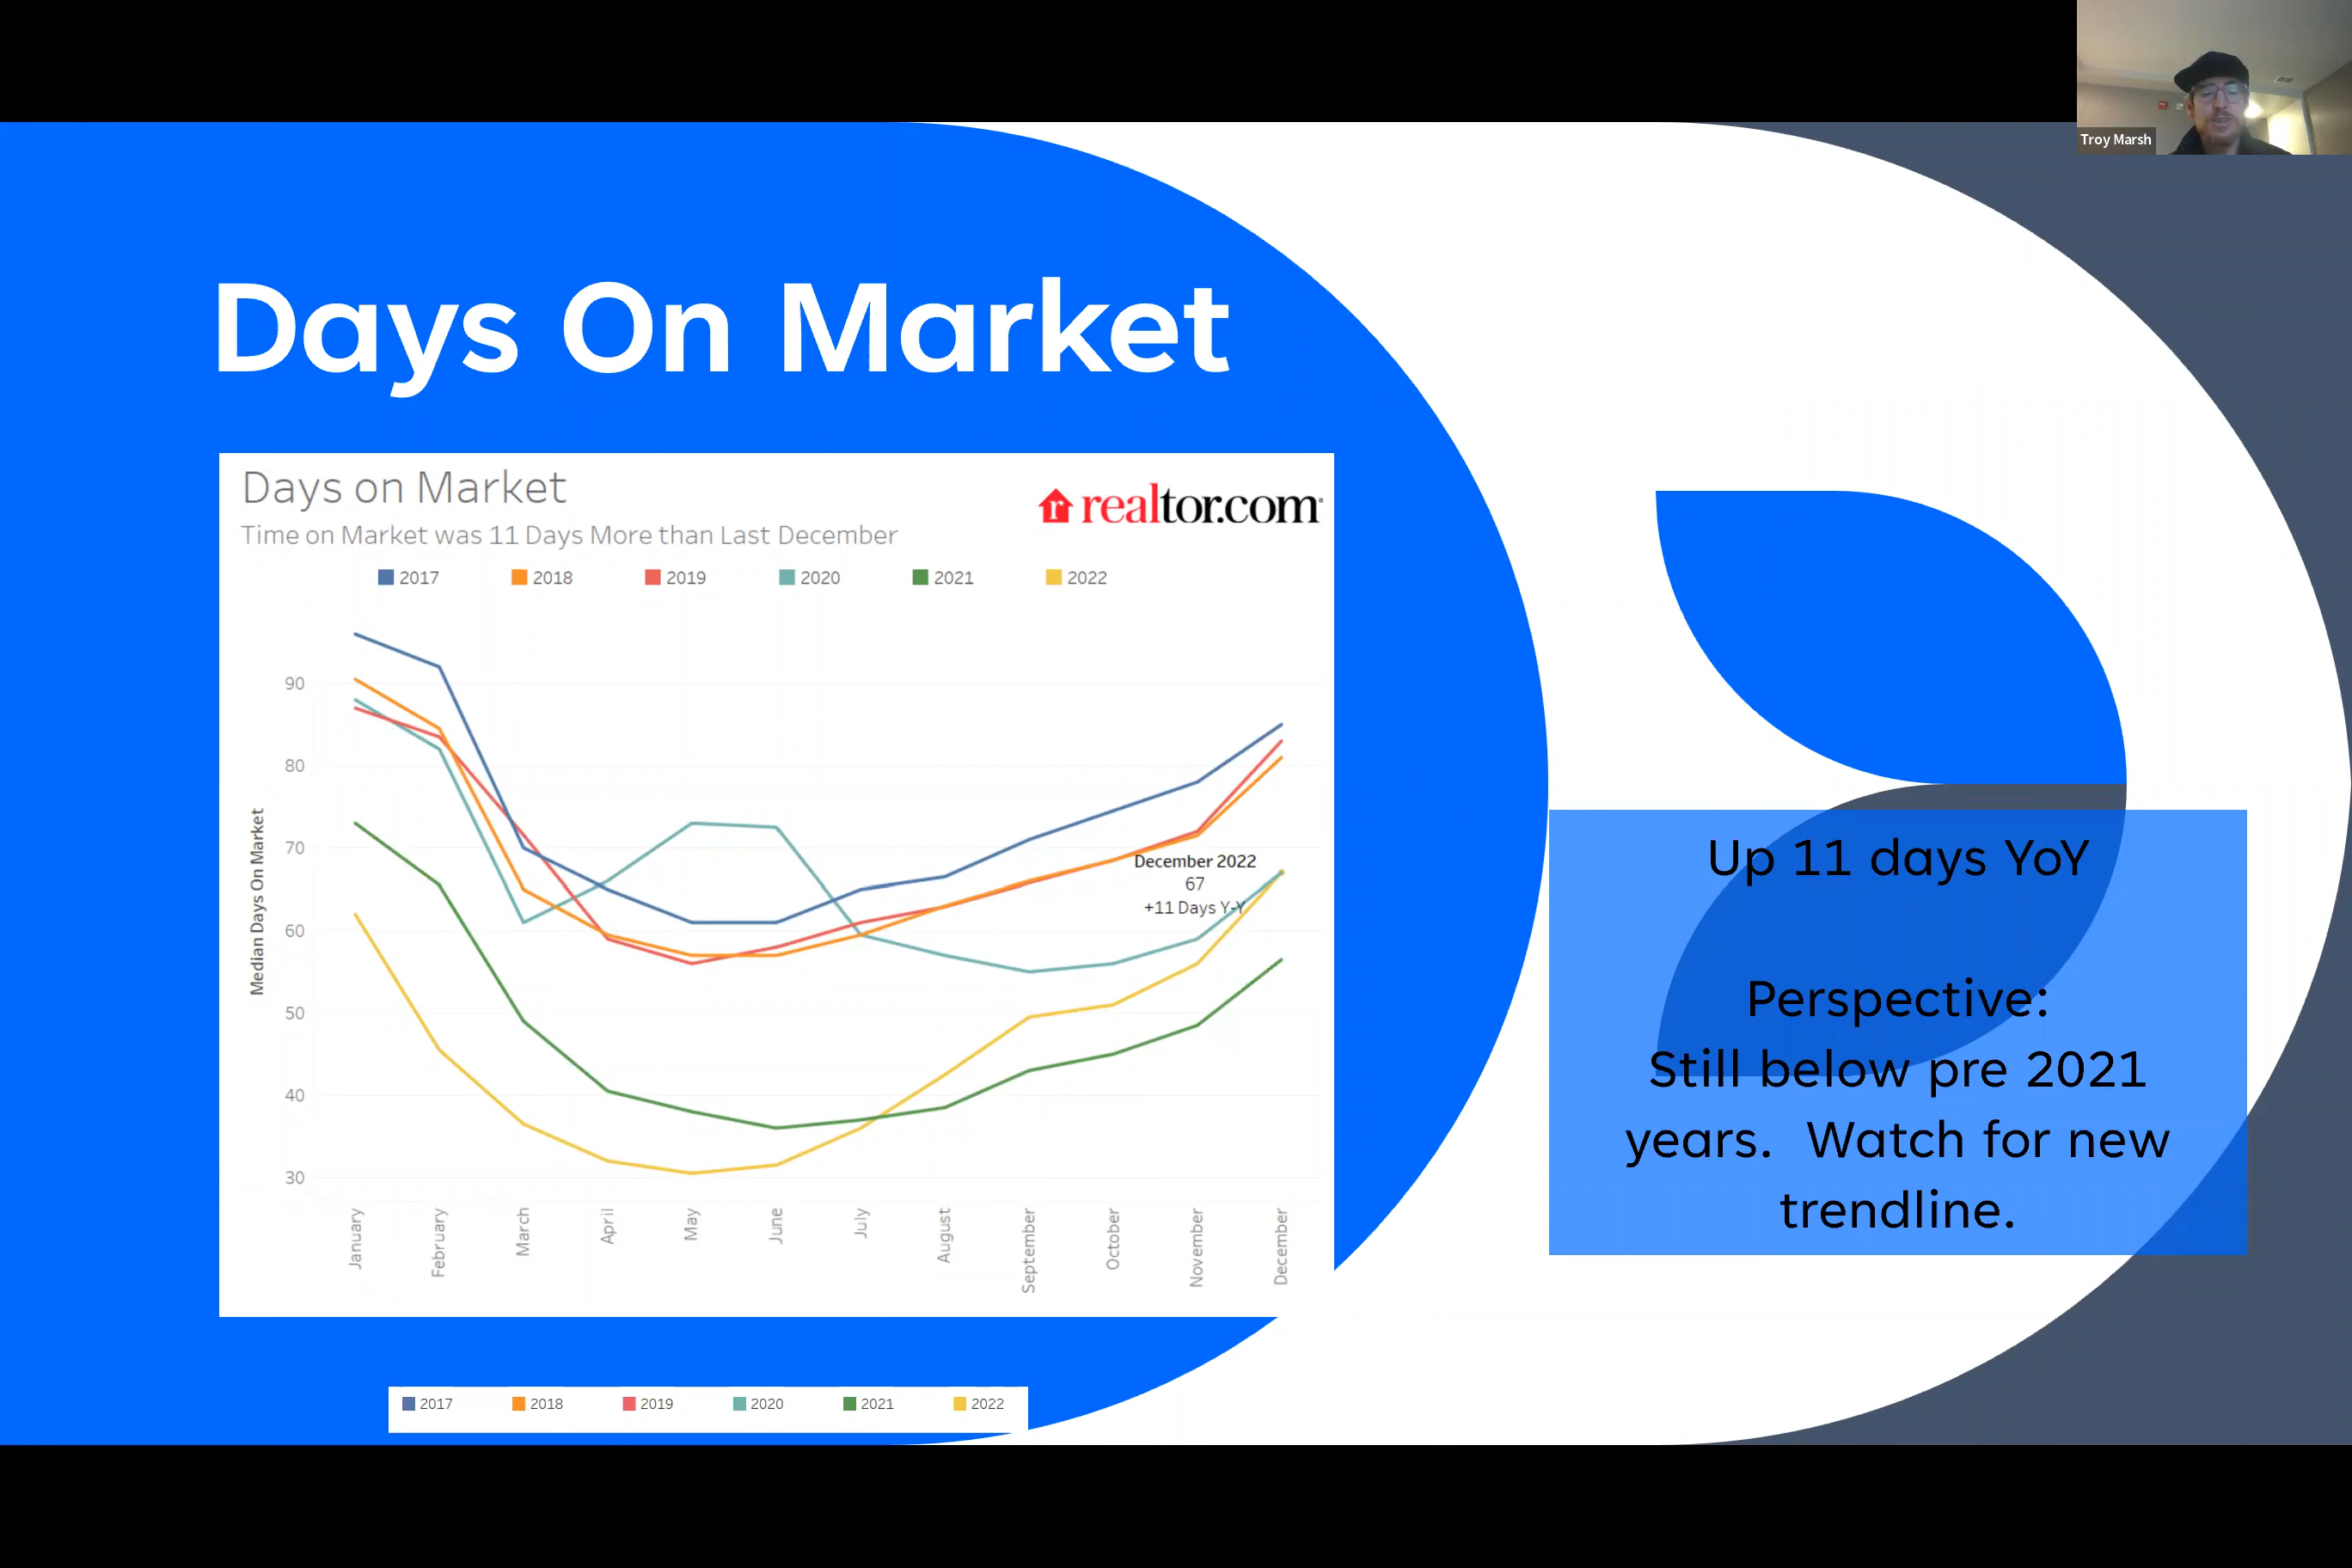 Troy Marsh
Days On Market
Days on Market
realtor.com
Time on Market was 11 Days More than Last December
2017 2018 2019 2020 2021 2022
Median Days On Market
90
80
70
60
50
40
30
December 2022
67
+11 Days Y-Y
January February March April May June July August September October November December
2017 2018 2019 2020 2021 2022
Up 11 days YoY
Perspective:
Still below pre 2021
years. Watch for new
trendline.